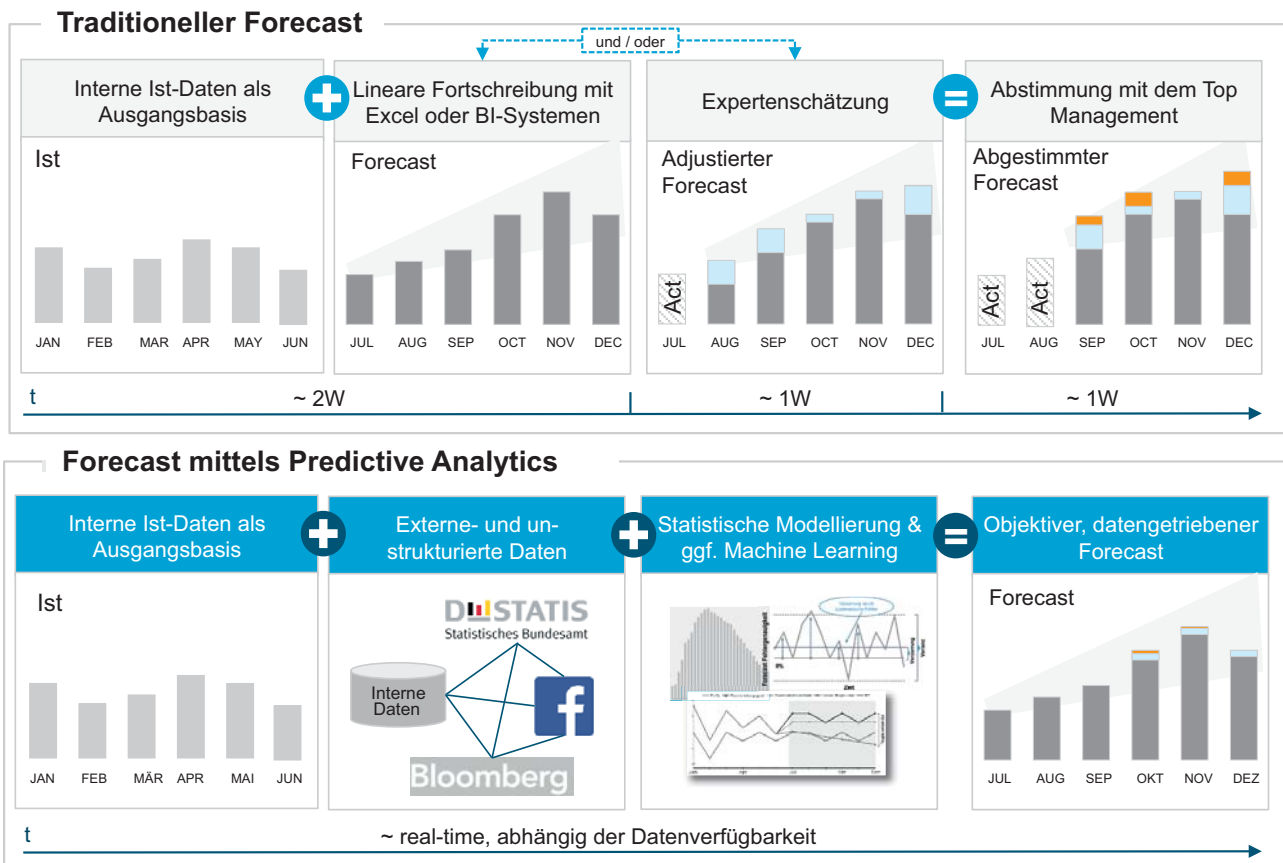 Traditioneller Forecast
und / oder
Interne Ist-Daten als
Ausgangsbasis
Lineare Fortschreibung mit
Excel oder BI-Systemen
Expertenschätzung
Abstimmung mit dem Top
Management
Ist
JAN FEB MAR APR MAY JUN
Forecast
JUL AUG SEP OCT NOV DEC
Adjustierter
Forecast
Act
JUL AUG SEP OCT NOV DEC
Abgestimmter
Forecast
Act Act
JUL AUG SEP OCT NOV DEC
t ~ 2W ~ 1W ~ 1W
Forecast mittels Predictive Analytics
Interne Ist-Daten als
Ausgangsbasis
Externe- und un-
strukturierte Daten
Statistische Modellierung &
ggf. Machine Learning
Objektiver, datengetriebener
Forecast
Ist
JAN FEB MÄR APR MAI JUN
DESTATIS
Statistisches Bundesamt
Interne
Daten
f
Bloomberg
Forecast
JUL AUG SEP OKT NOV DEZ
t ~ real-time, abhängig der Datenverfügbarkeit